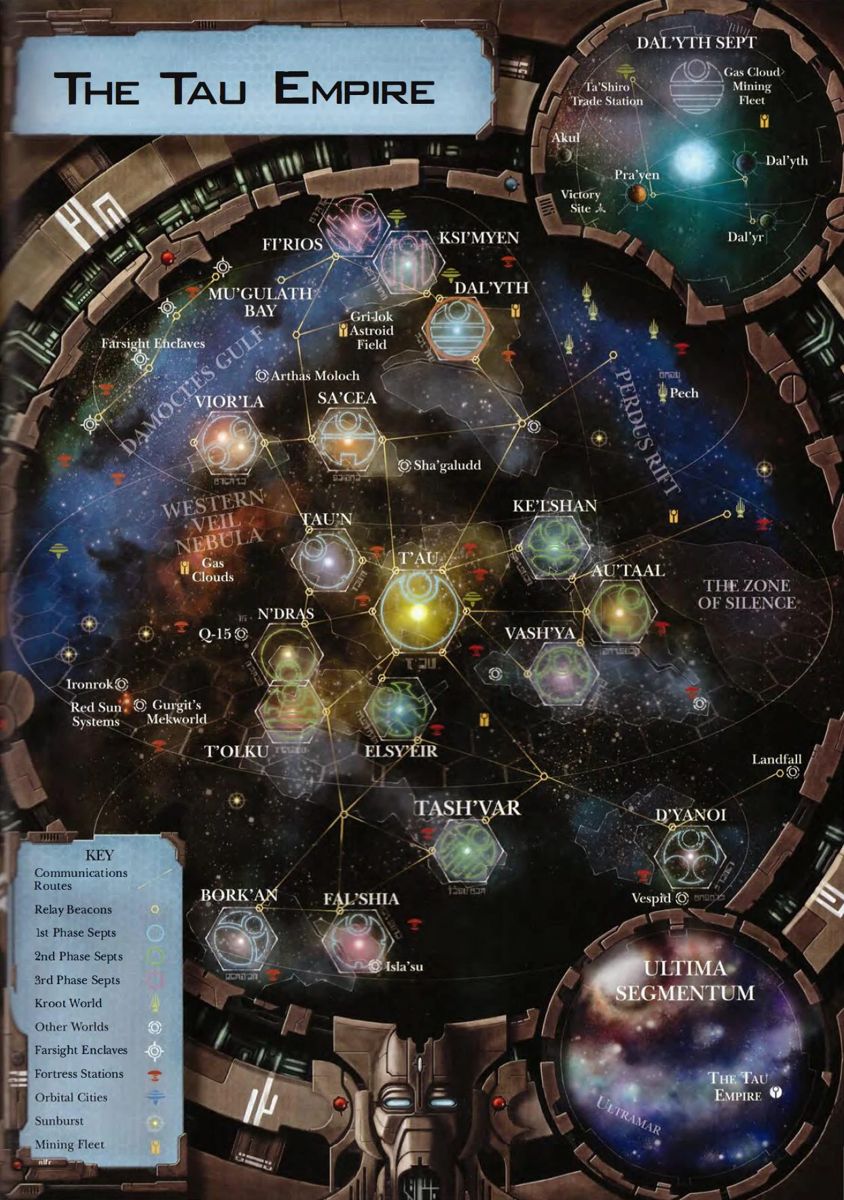 THE TAU EMPIRE
DAL'YTH SEPT
Ta'Shiro
Trade Station
Gas Cloud
Mining
Fleet
Akul
Pra'yen
Dal'yth
Victory
Site
Dal'yr
FI'RIOS
KSI'MYEN
MU'GULATH
BAY
DAL'YTH
Gri-lok
Astroid
Field
Farsight Enclaves
DAMOCLES GULF
Arthas Moloch
PERDUS RIFT
Pech
VIOR'LA
SA'CEA
Sha'galudd
WESTERN
VEIL
NEBULA
TAU'N
KE'LSHAN
T'AU
Gas
Clouds
AU'TAAL
THE ZONE
OF SILENCE
N'DRAS
Q-15
VASH'YA
Ironrok
Red Sun
Systems
Gurgit's
Mekworld
T'OLKU
ELSY'EIR
Landfall
TASH'VAR
D'YANOI
Vespid
BORK'AN
FAL'SHIA
Isla'su
KEY
Communications
Routes
Relay Beacons
1st Phase Septs
2nd Phase Septs
3rd Phase Septs
Kroot World
Other Worlds
Farsight Enclaves
Fortress Stations
Orbital Cities
Sunburst
Mining Fleet
ULTIMA
SEGMENTUM
THE TAU
EMPIRE
ULTRAMAR